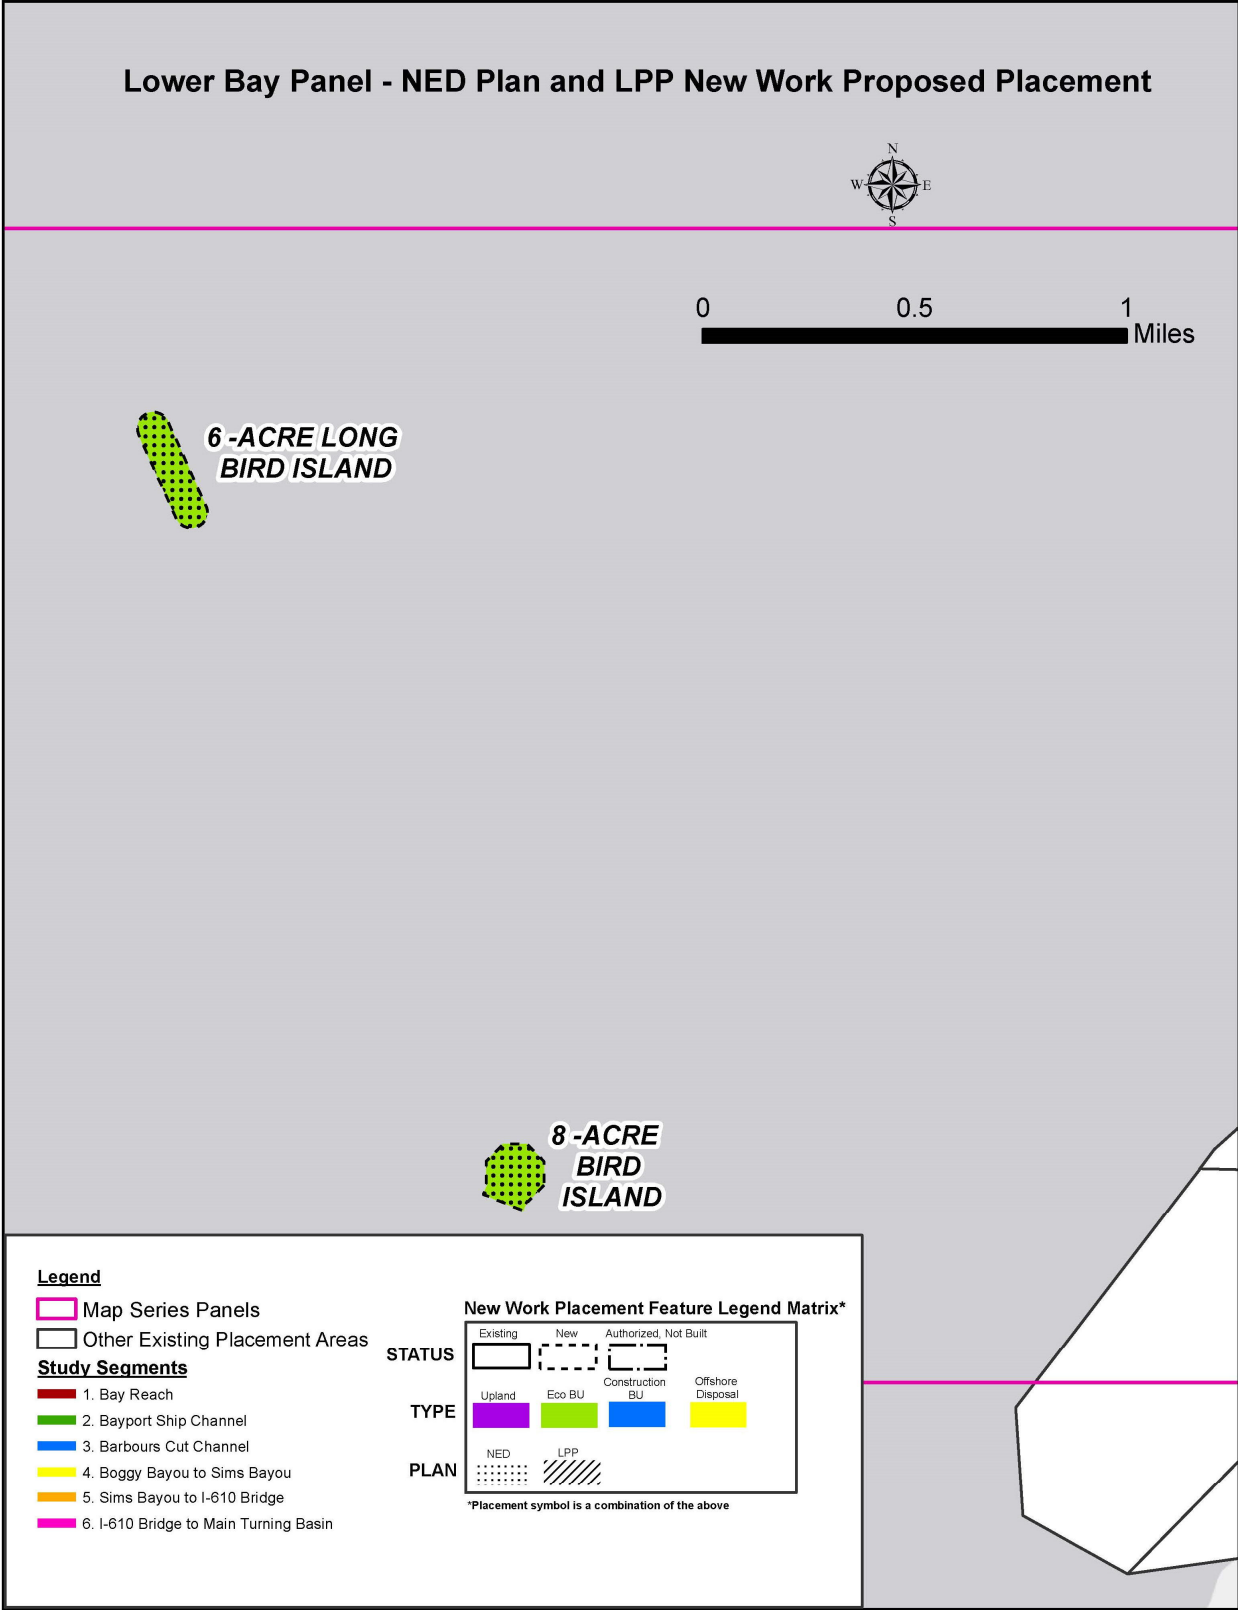 Lower Bay Panel - NED Plan and LPP New Work Proposed Placement
N
W E
S
0 0.5 1
Miles
6 -ACRE LONG
BIRD ISLAND
8 -ACRE
BIRD
ISLAND
Legend
Map Series Panels
Other Existing Placement Areas
Study Segments
1. Bay Reach
2. Bayport Ship Channel
3. Barbours Cut Channel
4. Boggy Bayou to Sims Bayou
5. Sims Bayou to I-610 Bridge
6. I-610 Bridge to Main Turning Basin
New Work Placement Feature Legend Matrix*
Existing New Authorized, Not Built
STATUS
Upland Eco BU Construction BU Offshore Disposal
TYPE
NED LPP
PLAN
*Placement symbol is a combination of the above